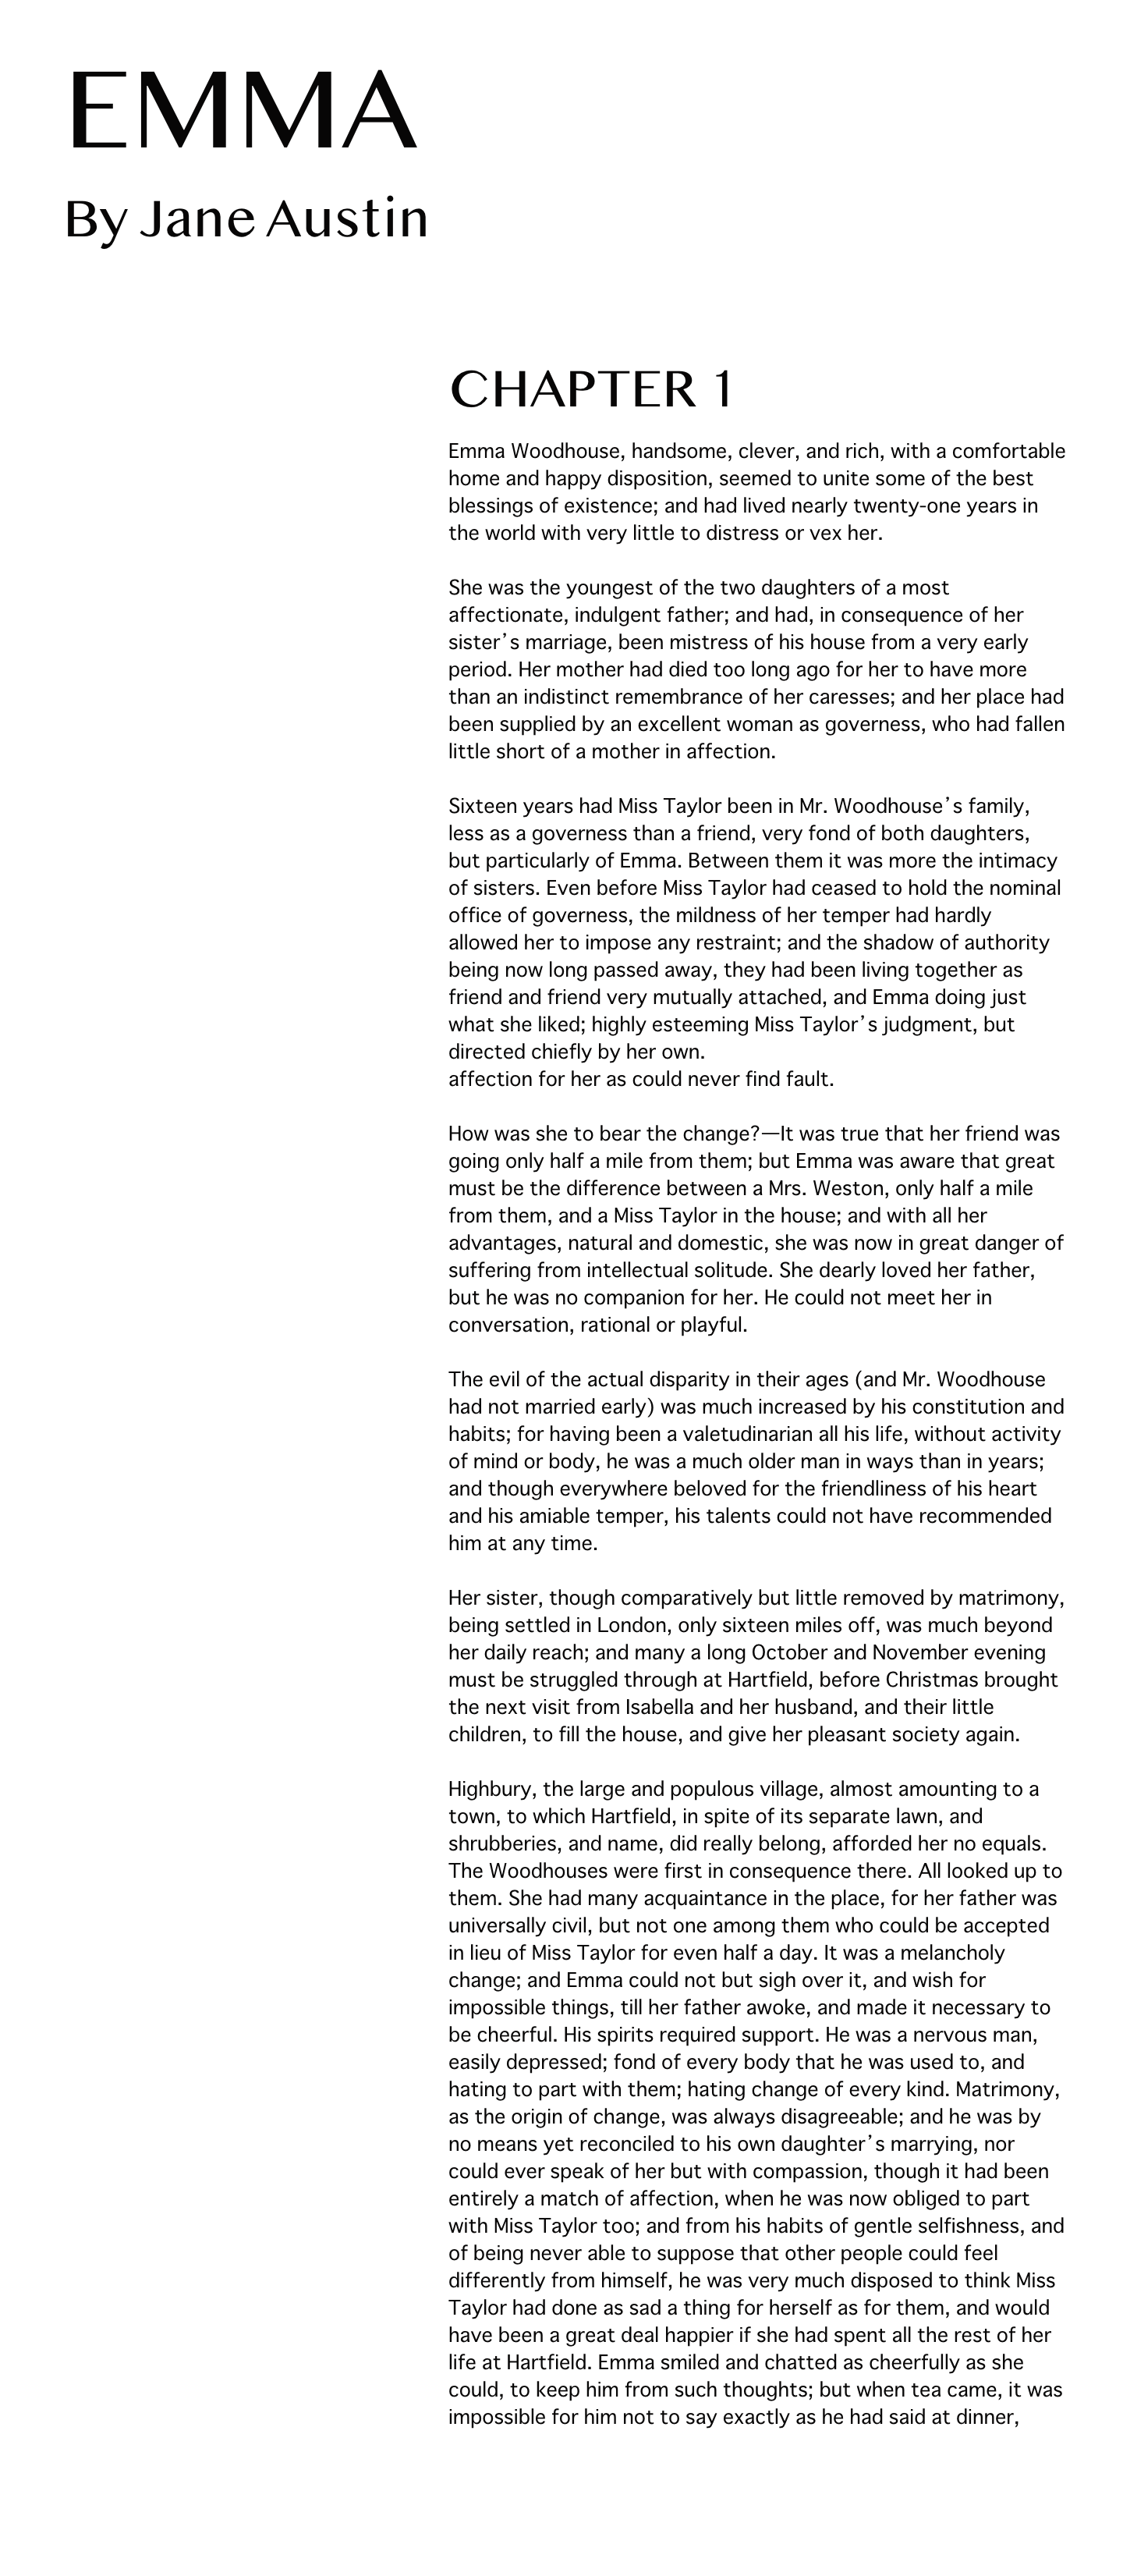 EMMA
By Jane Austin
CHAPTER 1
Emma Woodhouse, handsome, clever, and rich, with a comfortable
home and happy disposition, seemed to unite some of the best
blessings of existence; and had lived nearly twenty-one years in
the world with very little to distress or vex her.
She was the youngest of the two daughters of a most
affectionate, indulgent father; and had, in consequence of her
sister’s marriage, been mistress of his house from a very early
period. Her mother had died too long ago for her to have more
than an indistinct remembrance of her caresses; and her place had
been supplied by an excellent woman as governess, who had fallen
little short of a mother in affection.
Sixteen years had Miss Taylor been in Mr. Woodhouse’s family,
less as a governess than a friend, very fond of both daughters,
but particularly of Emma. Between them it was more the intimacy
of sisters. Even before Miss Taylor had ceased to hold the nominal
office of governess, the mildness of her temper had hardly
allowed her to impose any restraint; and the shadow of authority
being now long passed away, they had been living together as
friend and friend very mutually attached, and Emma doing just
what she liked; highly esteeming Miss Taylor’s judgment, but
directed chiefly by her own.
affection for her as could never find fault.
How was she to bear the change?—It was true that her friend was
going only half a mile from them; but Emma was aware that great
must be the difference between a Mrs. Weston, only half a mile
from them, and a Miss Taylor in the house; and with all her
advantages, natural and domestic, she was now in great danger of
suffering from intellectual solitude. She dearly loved her father,
but he was no companion for her. He could not meet her in
conversation, rational or playful.
The evil of the actual disparity in their ages (and Mr. Woodhouse
had not married early) was much increased by his constitution and
habits; for having been a valetudinarian all his life, without activity
of mind or body, he was a much older man in ways than in years;
and though everywhere beloved for the friendliness of his heart
and his amiable temper, his talents could not have recommended
him at any time.
Her sister, though comparatively but little removed by matrimony,
being settled in London, only sixteen miles off, was much beyond
her daily reach; and many a long October and November evening
must be struggled through at Hartfield, before Christmas brought
the next visit from Isabella and her husband, and their little
children, to fill the house, and give her pleasant society again.
Highbury, the large and populous village, almost amounting to a
town, to which Hartfield, in spite of its separate lawn, and
shrubberies, and name, did really belong, afforded her no equals.
The Woodhouses were first in consequence there. All looked up to
them. She had many acquaintance in the place, for her father was
universally civil, but not one among them who could be accepted
in lieu of Miss Taylor for even half a day. It was a melancholy
change; and Emma could not but sigh over it, and wish for
impossible things, till her father awoke, and made it necessary to
be cheerful. His spirits required support. He was a nervous man,
easily depressed; fond of every body that he was used to, and
hating to part with them; hating change of every kind. Matrimony,
as the origin of change, was always disagreeable; and he was by
no means yet reconciled to his own daughter’s marrying, nor
could ever speak of her but with compassion, though it had been
entirely a match of affection, when he was now obliged to part
with Miss Taylor too; and from his habits of gentle selfishness, and
of being never able to suppose that other people could feel
differently from himself, he was very much disposed to think Miss
Taylor had done as sad a thing for herself as for them, and would
have been a great deal happier if she had spent all the rest of her
life at Hartfield. Emma smiled and chatted as cheerfully as she
could, to keep him from such thoughts; but when tea came, it was
impossible for him not to say exactly as he had said at dinner,